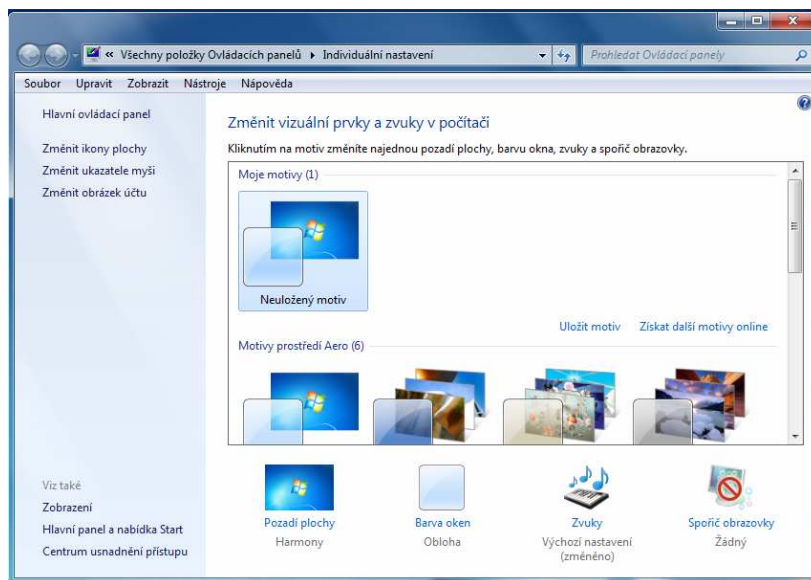 « Všechny položky Ovládacích panelů ▸ Individuální nastavení
Prohledat Ovládací panely
Soubor Upravit Zobrazit Nástroje Nápověda
Hlavní ovládací panel
Změnit ikony plochy
Změnit ukazatele myši
Změnit obrázek účtu
Změnit vizuální prvky a zvuky v počítači
Kliknutím na motiv změníte najednou pozadí plochy, barvu okna, zvuky a spořič obrazovky.
Moje motivy (1)
Neuložený motiv
Uložit motiv Získat další motivy online
Motivy prostředí Aero (6)
Pozadí plochy
Harmony
Barva oken
Obloha
Zvuky
Výchozí nastavení
(změněno)
Spořič obrazovky
Žádný
Viz také
Zobrazení
Hlavní panel a nabídka Start
Centrum usnadnění přístupu